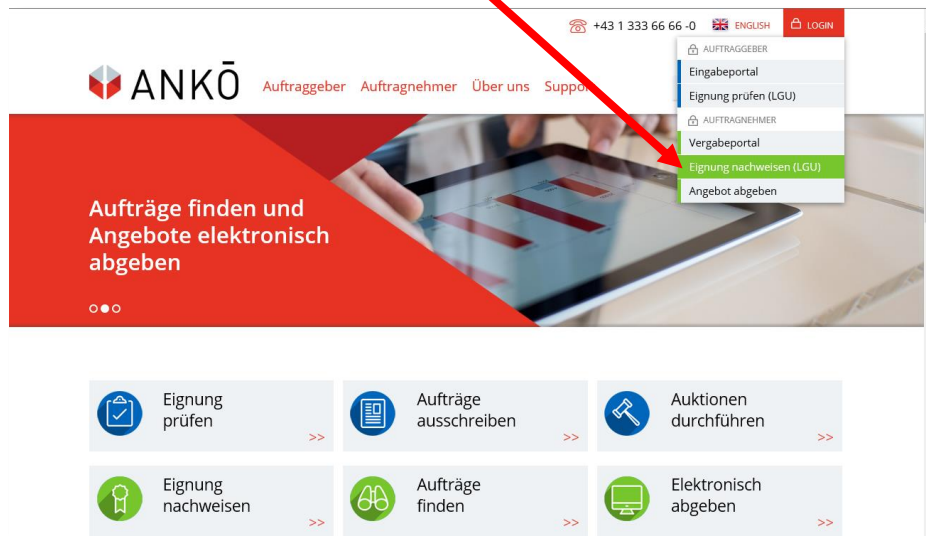 +43 1 333 66 66 -0 ENGLISH LOGIN
AUFTRAGGEBER
Eingabeportal
Eignung prüfen (LGU)
AUFTRAGNEHMER
Vergabeportal
Eignung nachweisen (LGU)
Angebot abgeben
ANKÖ
Auftraggeber Auftragnehmer Über uns
Aufträge finden und
Angebote elektronisch
abgeben
Eignung
prüfen
>>
Aufträge
ausschreiben
>>
Auktionen
durchführen
>>
Eignung
nachweisen
>>
Aufträge
finden
>>
Elektronisch
abgeben
>>